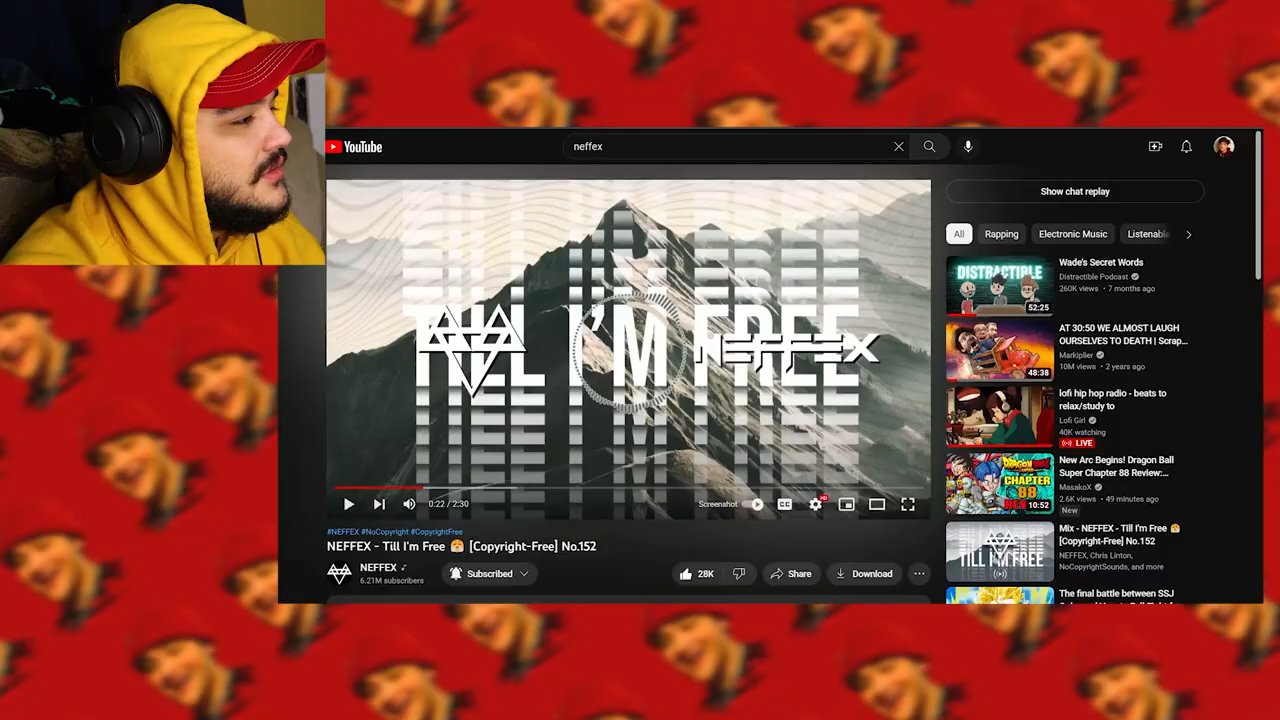 YouTube
neffex
Show chat replay
All
Rapping
Electronic Music
Listenable
TILL I'M FREE
NEFFEX
0:22 / 2:30
Screenshot
CC
HD
#NEFFEX #NoCopyright #CopyrightFree
NEFFEX - Till I'm Free 😤 [Copyright-Free] No.152
NEFFEX
6.21M subscribers
Subscribed
28K
Share
Download
DISTRACTIBLE
52:25
Wade's Secret Words
Distractible Podcast
260K views • 7 months ago
48:38
AT 30:50 WE ALMOST LAUGH
OURSELVES TO DEATH | Scrap...
Markiplier
10M views • 2 years ago
lofi hip hop radio - beats to
relax/study to
Lofi Girl
40K watching
LIVE
DRAGONBALL
CHAPTER
88
10:52
New Arc Begins! Dragon Ball
Super Chapter 88 Review:...
MasakoX
2.6K views • 49 minutes ago
New
TILL I'M FREE
Mix - NEFFEX - Till I'm Free 😤
[Copyright-Free] No.152
NEFFEX, Chris Linton,
NoCopyrightSounds, and more
The final battle between SSJ